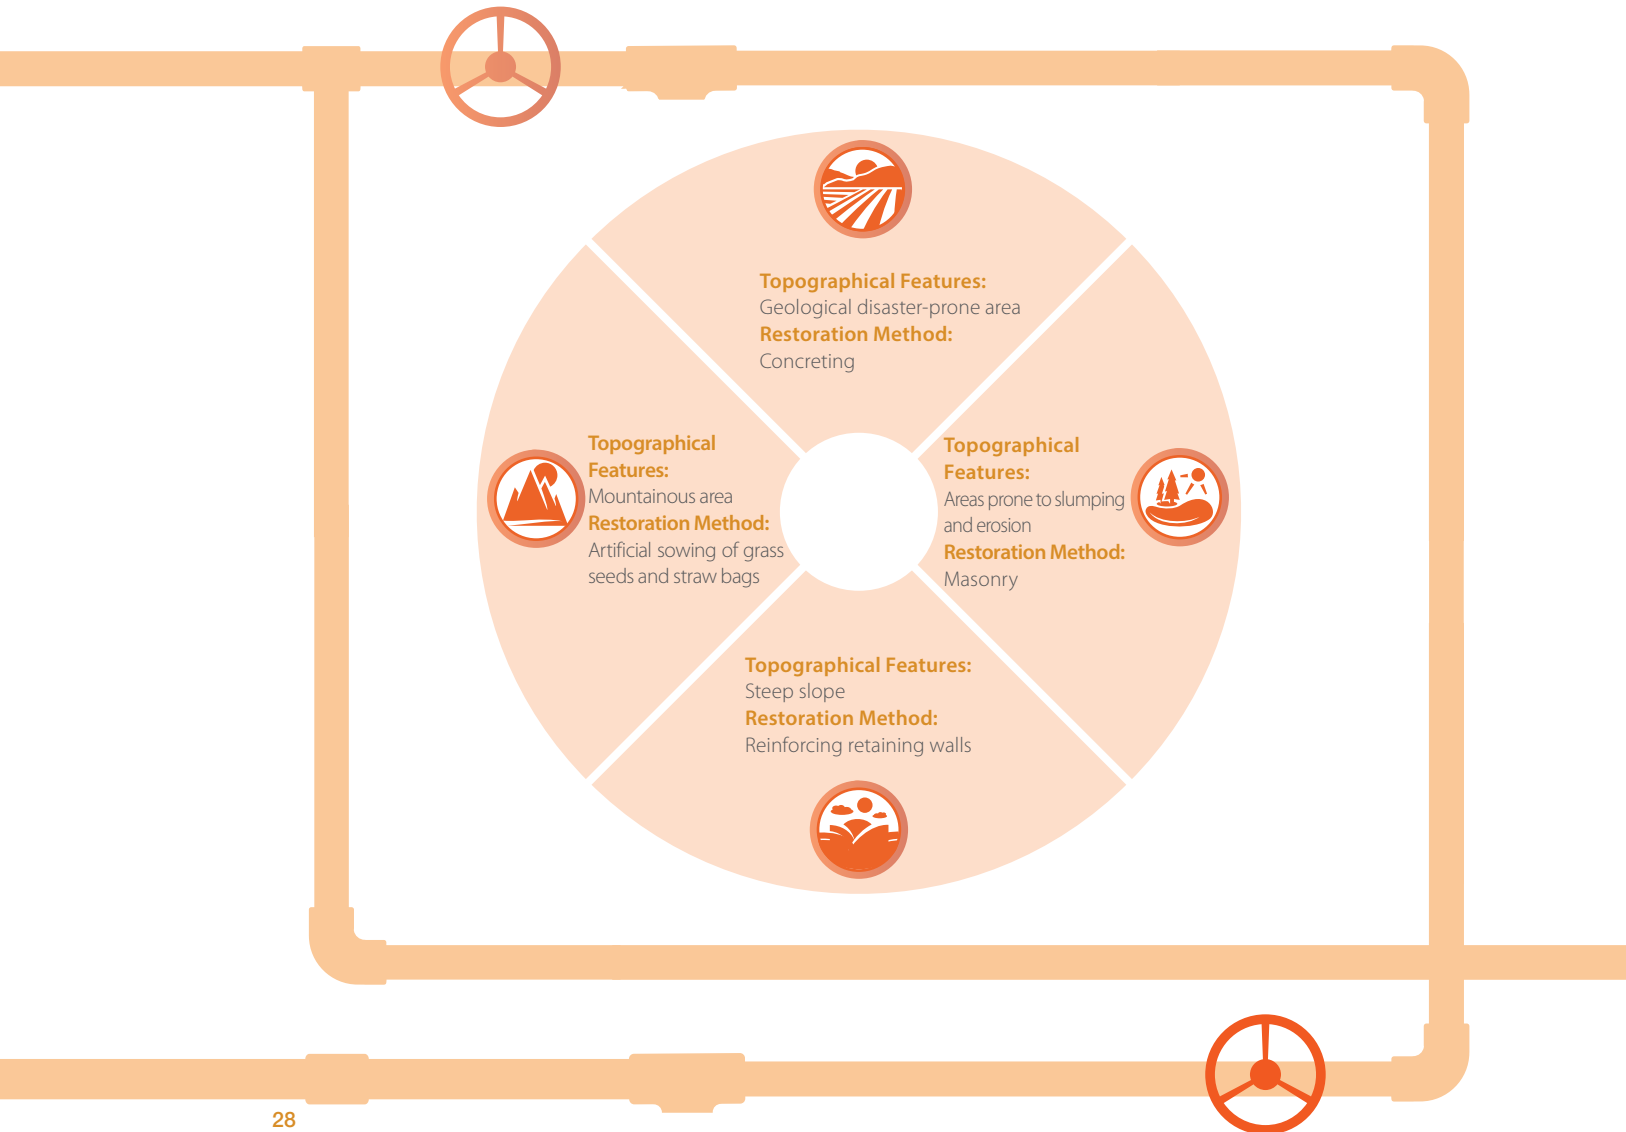 Topographical Features:
Geological disaster-prone area
Restoration Method:
Concreting
Topographical
Features:
Mountainous area
Restoration Method:
Artificial sowing of grass
seeds and straw bags
Topographical
Features:
Areas prone to slumping
and erosion
Restoration Method:
Masonry
Topographical Features:
Steep slope
Restoration Method:
Reinforcing retaining walls
28